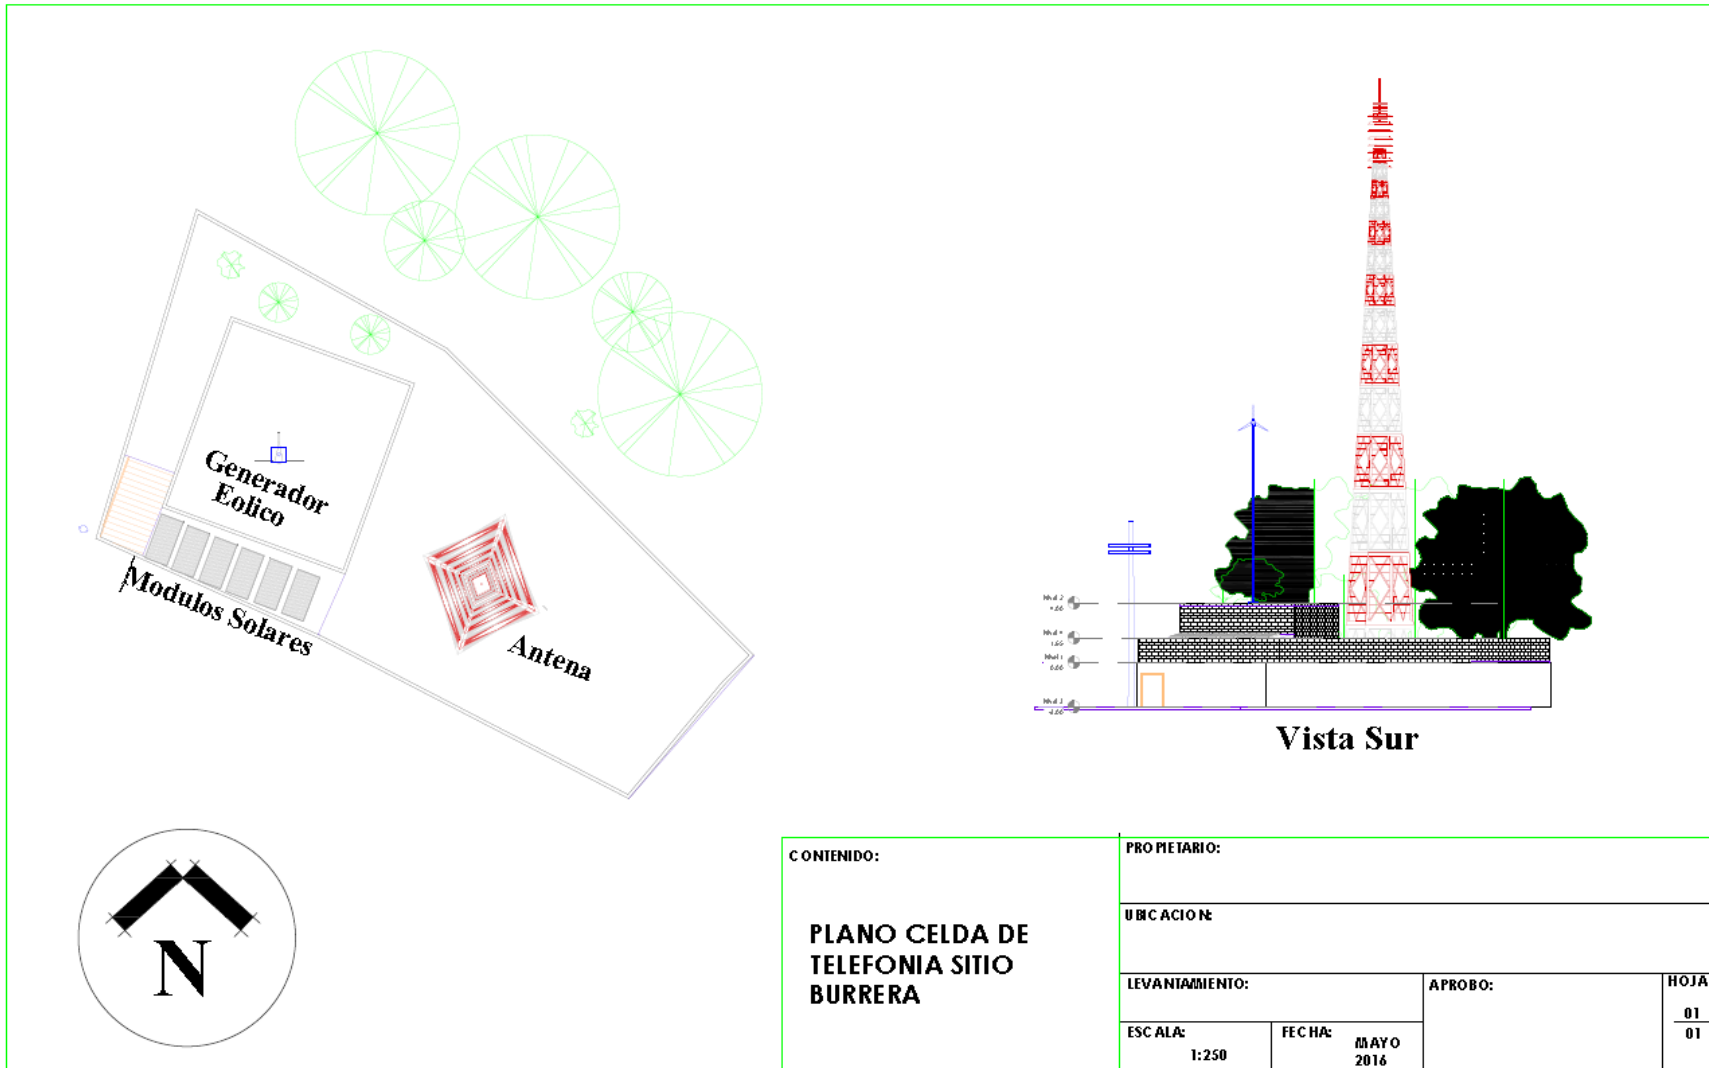 Generador
Eolico
Modulos Solares
Antena
N
Vista Sur
CONTENIDO:
PLANO CELDA DE
TELEFONIA SITIO
BURRERA
PROPIETARIO:
UBICACION:
LEVANTAMIENTO:
APROBO:
HOJA
01
01
ESCALA:
1:250
FECHA:
MAYO
2016